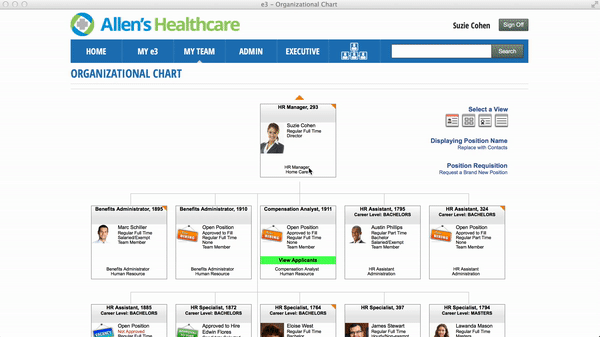 e3 – Organizational Chart
Allen's Healthcare
Suzie Cohen
Sign Off
HOME
MY e3
MY TEAM
ADMIN
EXECUTIVE
Search
ORGANIZATIONAL CHART
HR Manager, 293
Suzie Cohen
Regular Full Time
Director
HR Manager
Home Care
Select a View
Displaying Position Name
Replace with Contacts
Position Requisition
Request a Brand New Position
Benefits Administrator, 1895
Marc Schiller
Regular Full Time
Salaried/Exempt
Team Member
Benefits Administrator
Human Resource
Benefits Administrator, 1910
Open Position
Approved to Fill
Regular Full Time
None
Team Member
Benefits Administrator
Human Resource
Compensation Analyst, 1911
Open Position
Approved to Fill
Regular Full Time
None
Team Member
View Applicants
Compensation Analyst
Human Resource
HR Assistant, 1795
Career Level: BACHELORS
Austin Phillips
Regular Part Time
Bachelor
Salaried/Exempt
Team Member
HR Assistant
Administration
HR Assistant, 324
Career Level: BACHELORS
Open Position
Approved to Fill
Regular Part Time
None
Team Member
HR Assistant
Administration
HR Assistant, 1885
Career Level: BACHELORS
Open Position
Not Approved
Regular Full Time
HR Specialist, 1872
Career Level: BACHELORS
Approved to Hire
Edwin Flores
HR Specialist, 1764
Career Level: BACHELORS
Eloise West
Regular Full Time
HR Specialist, 397
James Stewart
Regular Full Time
HR Specialist, 1794
Career Level: MASTERS
Lawanda Mason
Regular Full Time